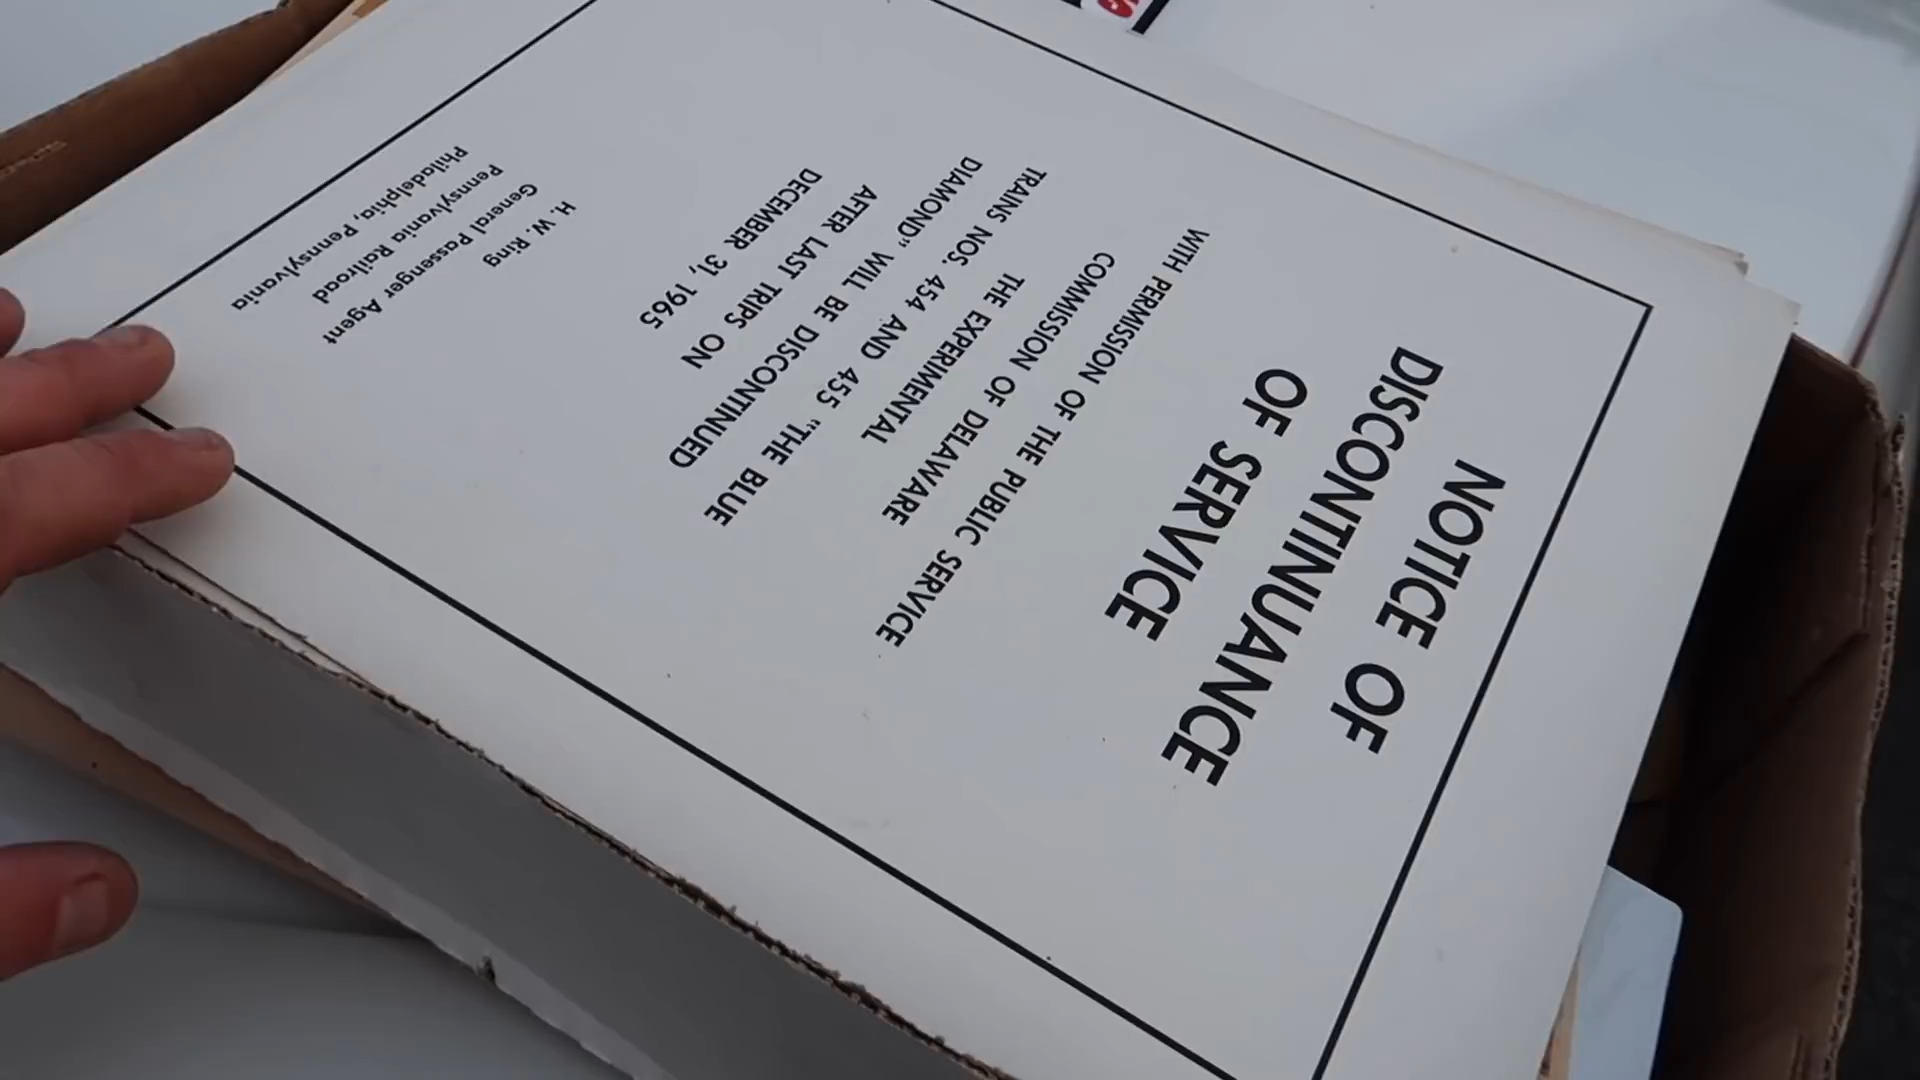 NOTICE OF
DISCONTINUANCE
OF SERVICE
WITH PERMISSION OF THE PUBLIC SERVICE
COMMISSION OF DELAWARE
THE EXPERIMENTAL
TRAINS NOS. 454 AND 455 "THE BLUE
DIAMOND" WILL BE DISCONTINUED
AFTER LAST TRIPS ON
DECEMBER 31, 1965
H. W. Ring
General Passenger Agent
Pennsylvania Railroad
Philadelphia, Pennsylvania